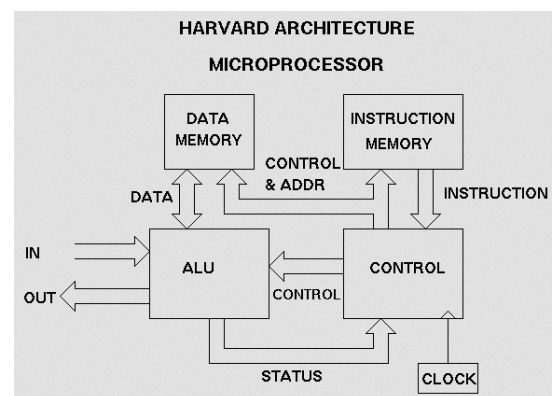 HARVARD ARCHITECTURE
MICROPROCESSOR
DATA
MEMORY
INSTRUCTION
MEMORY
CONTROL
& ADDR
DATA
INSTRUCTION
IN
ALU
CONTROL
CONTROL
OUT
STATUS
CLOCK